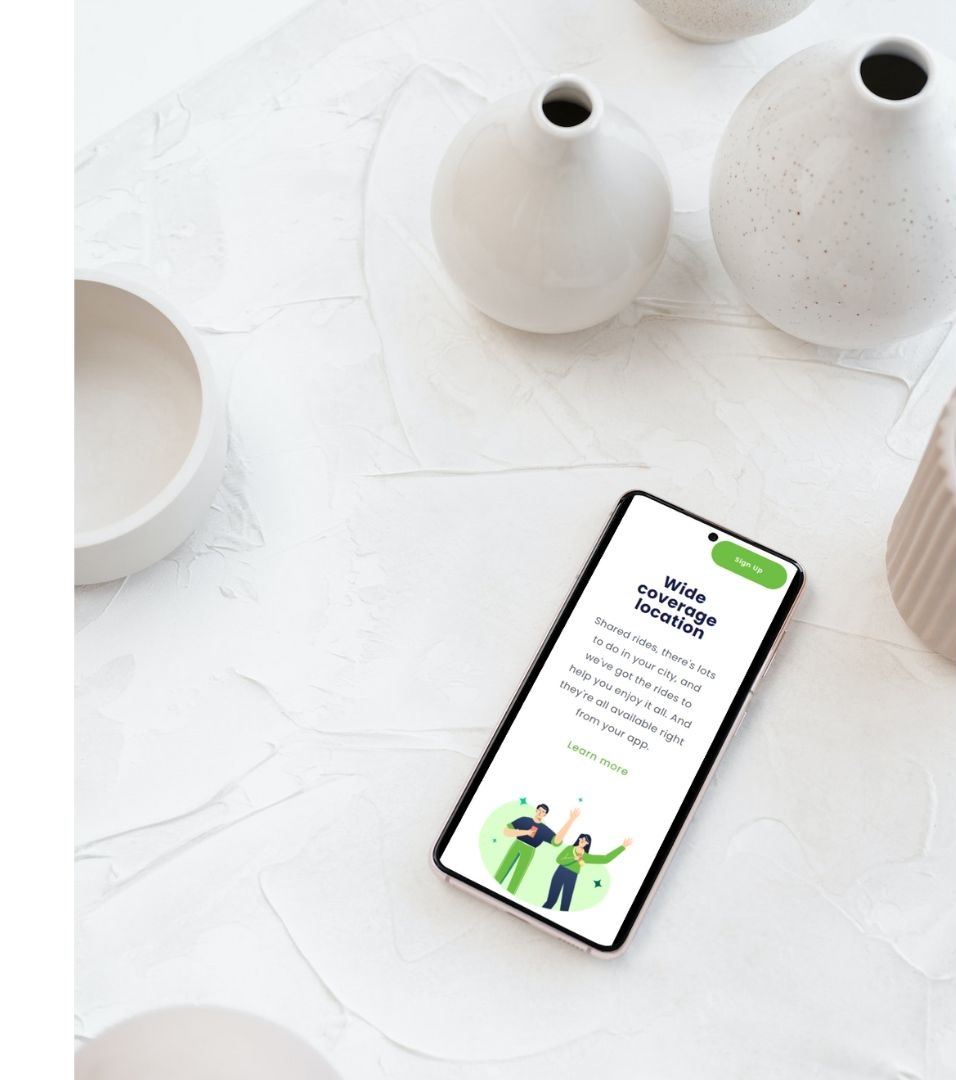 Sign Up
Wide
coverage
location
Shared rides, there's lots
to do in your city, and
we've got the rides to
help you enjoy it all. And
they're all available right
from your app.
Learn more